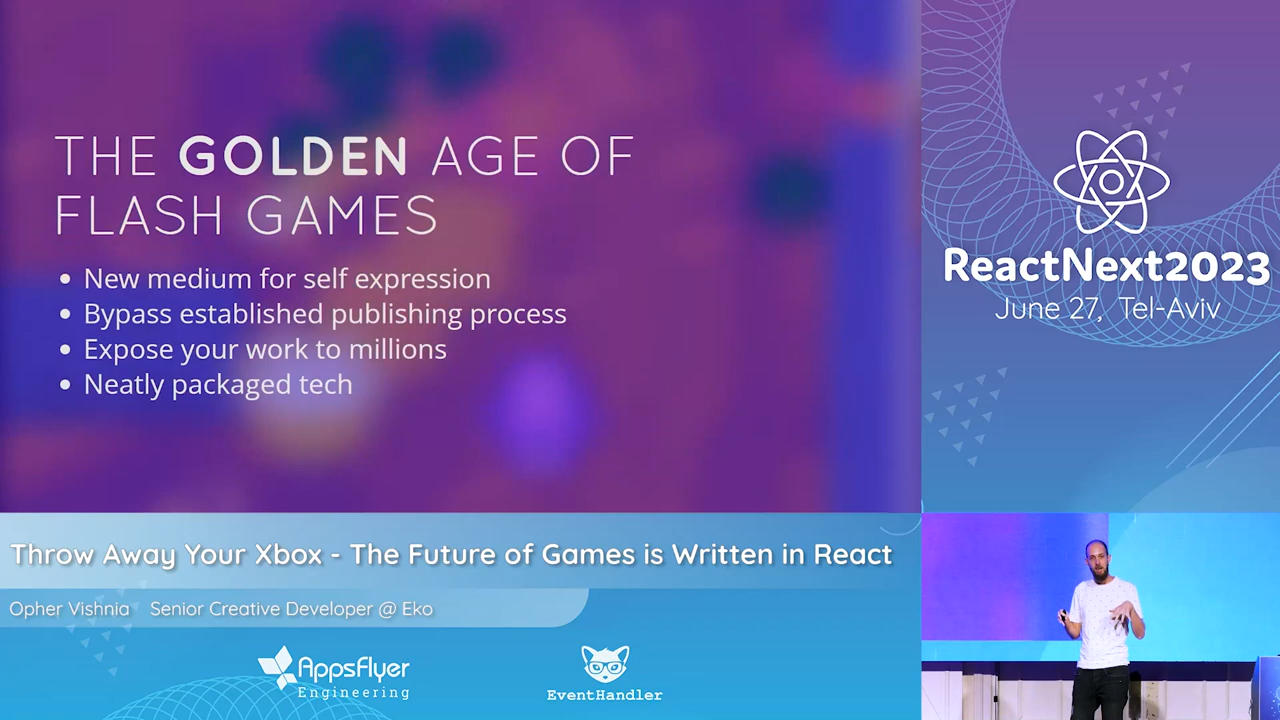 THE GOLDEN AGE OF
FLASH GAMES
• New medium for self expression
• Bypass established publishing process
• Expose your work to millions
• Neatly packaged tech
ReactNext2023
June 27, Tel-Aviv
Throw Away Your Xbox - The Future of Games is Written in React
Opher Vishnia Senior Creative Developer @ Eko
AppsFlyer
Engineering
EventHandler